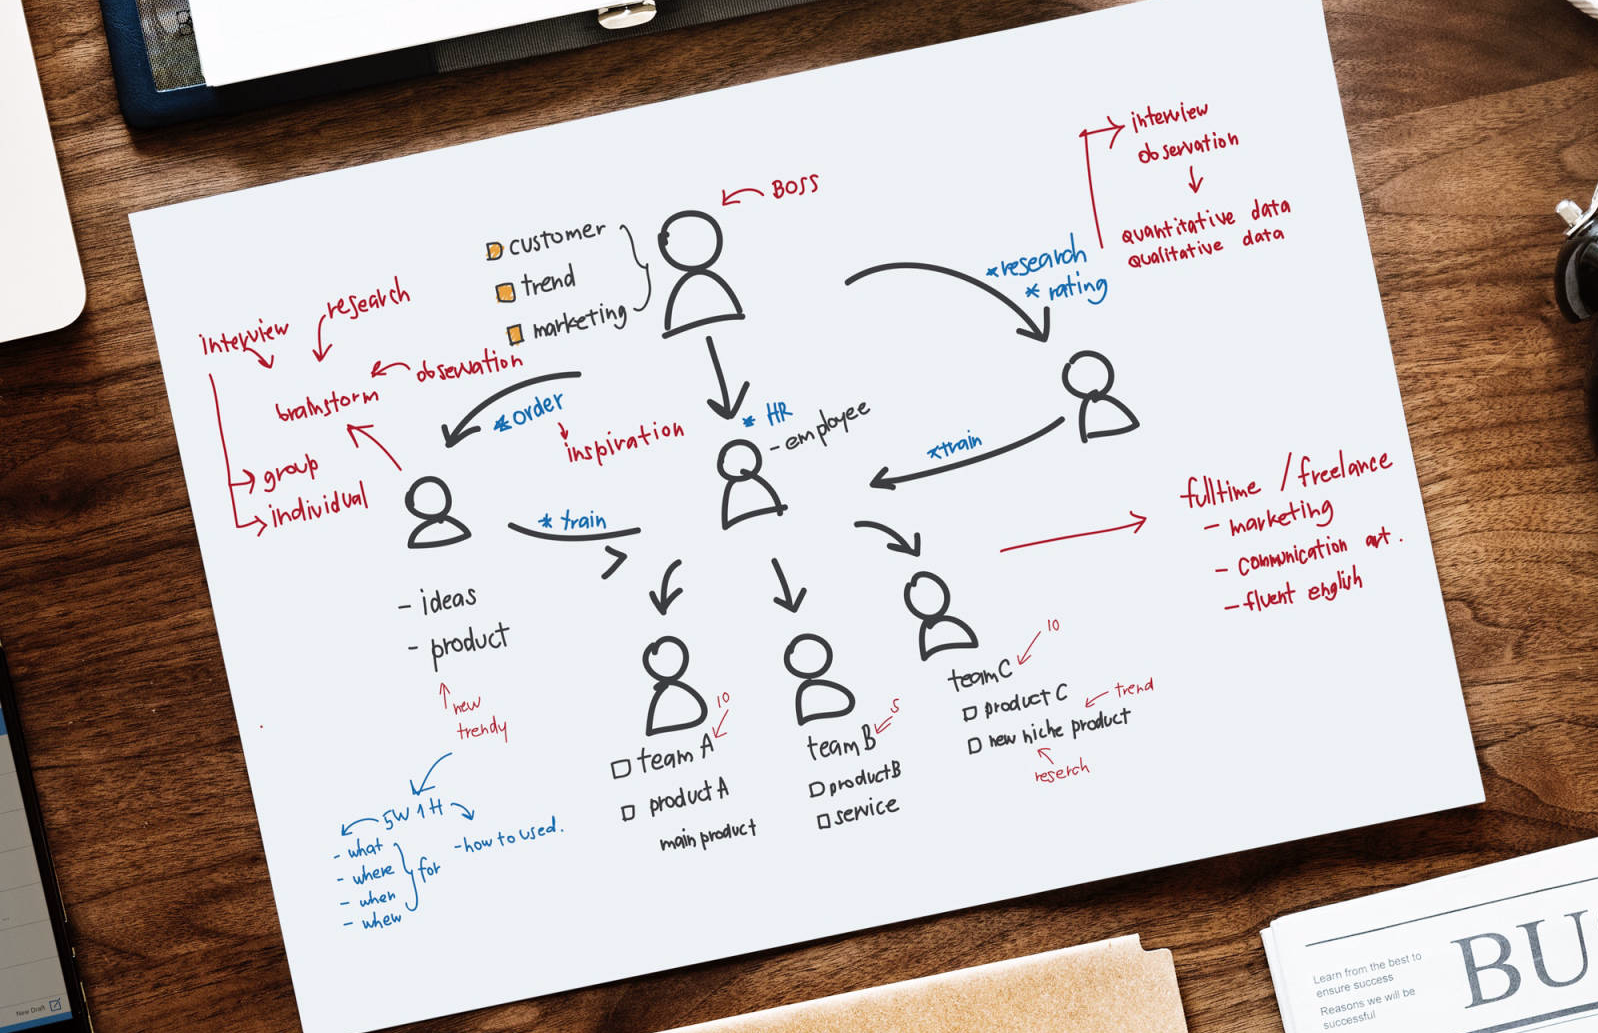 BOSS
customer
trend
marketing
interview
observation
quantitative data
qualitative data
*research
* rating
research
interview
observation
brainstorm
group
individual
*order
inspiration
* HR
- employee
*train
* train
fulltime / freelance
- marketing
- communication art.
- fluent english
- ideas
- product
new
trendy
5W 1H
- what
- where
- when
- whew
for
- how to used.
10
team A
product A
main product
5
team B
product B
service
10
team C
product C
trend
new niche product
reserch
New Draft
Learn from the best to
ensure success
Reasons we will be
successful
BU